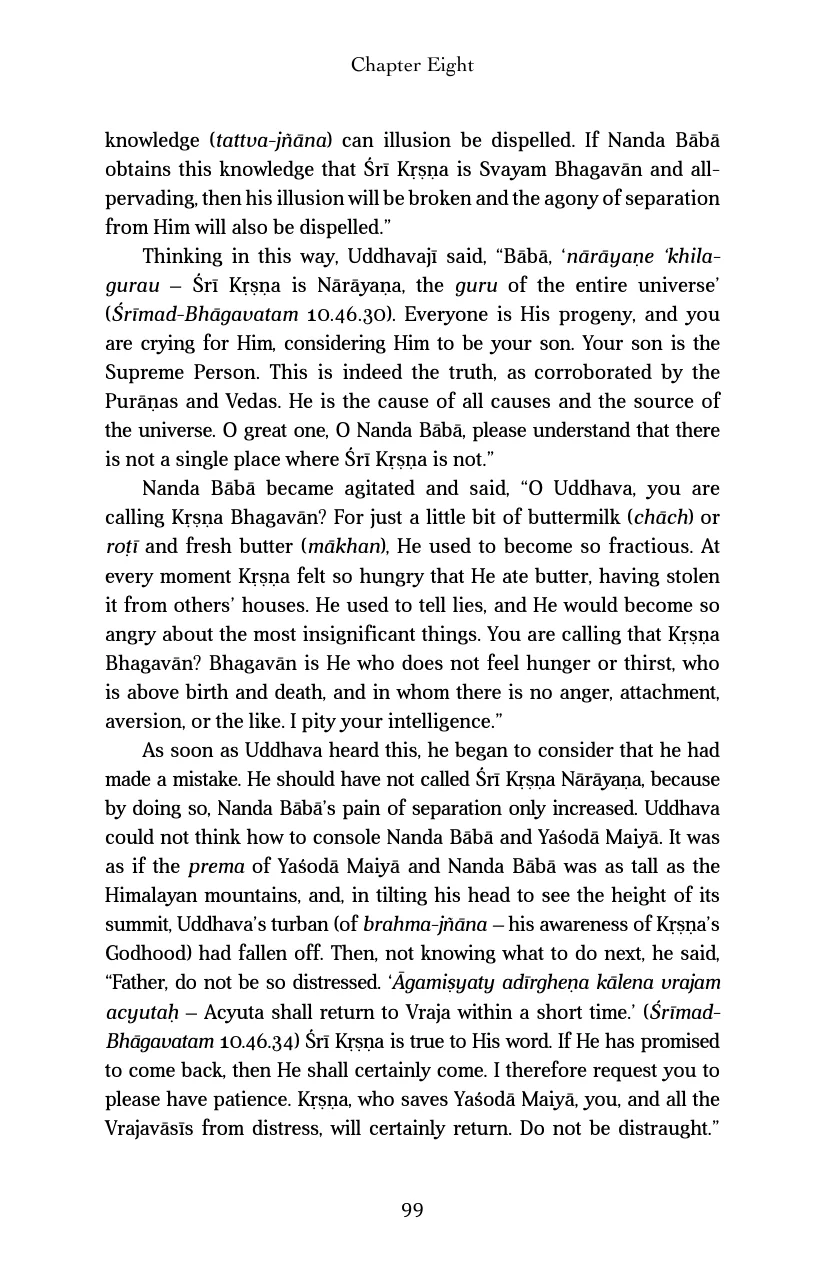 Chapter Eight
knowledge (tattva-jñāna) can illusion be dispelled. If Nanda Bābā
obtains this knowledge that Śrī Kṛṣṇa is Svayam Bhagavān and all-
pervading, then his illusion will be broken and the agony of separation
from Him will also be dispelled.”
Thinking in this way, Uddhavajī said, “Bābā, ‘nārāyaṇe ‘khila-
gurau – Śrī Kṛṣṇa is Nārāyaṇa, the guru of the entire universe’
(Śrīmad-Bhāgavatam 10.46.30). Everyone is His progeny, and you
are crying for Him, considering Him to be your son. Your son is the
Supreme Person. This is indeed the truth, as corroborated by the
Purāṇas and Vedas. He is the cause of all causes and the source of
the universe. O great one, O Nanda Bābā, please understand that there
is not a single place where Śrī Kṛṣṇa is not.”
Nanda Bābā became agitated and said, “O Uddhava, you are
calling Kṛṣṇa Bhagavān? For just a little bit of buttermilk (chāch) or
roṭī and fresh butter (mākhan), He used to become so fractious. At
every moment Kṛṣṇa felt so hungry that He ate butter, having stolen
it from others’ houses. He used to tell lies, and He would become so
angry about the most insignificant things. You are calling that Kṛṣṇa
Bhagavān? Bhagavān is He who does not feel hunger or thirst, who
is above birth and death, and in whom there is no anger, attachment,
aversion, or the like. I pity your intelligence.”
As soon as Uddhava heard this, he began to consider that he had
made a mistake. He should have not called Śrī Kṛṣṇa Nārāyaṇa, because
by doing so, Nanda Bābā’s pain of separation only increased. Uddhava
could not think how to console Nanda Bābā and Yaśodā Maiyā. It was
as if the prema of Yaśodā Maiyā and Nanda Bābā was as tall as the
Himalayan mountains, and, in tilting his head to see the height of its
summit, Uddhava’s turban (of brahma-jñāna – his awareness of Kṛṣṇa’s
Godhood) had fallen off. Then, not knowing what to do next, he said,
“Father, do not be so distressed. ‘Āgamiṣyaty adīrgheṇa kālena vrajam
acyutaḥ – Acyuta shall return to Vraja within a short time.’ (Śrīmad-
Bhāgavatam 10.46.34) Śrī Kṛṣṇa is true to His word. If He has promised
to come back, then He shall certainly come. I therefore request you to
please have patience. Kṛṣṇa, who saves Yaśodā Maiyā, you, and all the
Vrajavāsīs from distress, will certainly return. Do not be distraught.”
99